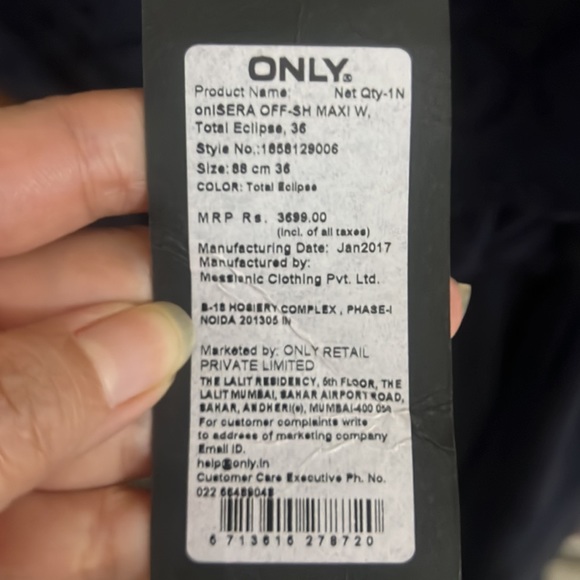 ONLY®
Product Name: Net Qty-1N
onlSERA OFF-SH MAXI W,
Total Eclipse, 36
Style No.:1858129006
Size: 88 cm 36
COLOR: Total Eclipse
MRP Rs. 3699.00
(incl. of all taxes)
Manufacturing Date: Jan2017
Manufactured by:
Messianic Clothing Pvt. Ltd.
B-18 HOSIERY COMPLEX, PHASE-I
NOIDA 201305 IN
Marketed by: ONLY RETAIL
PRIVATE LIMITED
THE LALIT RESIDENCY, 5th FLOOR, THE
LALIT MUMBAI, SAHAR AIRPORT ROAD,
SAHAR, ANDHERI(e), MUMBAI-400 059
For customer complaints write
to address of marketing company
Email ID.
help@only.in
Customer Care Executive Ph. No.
022
6 713616 278720